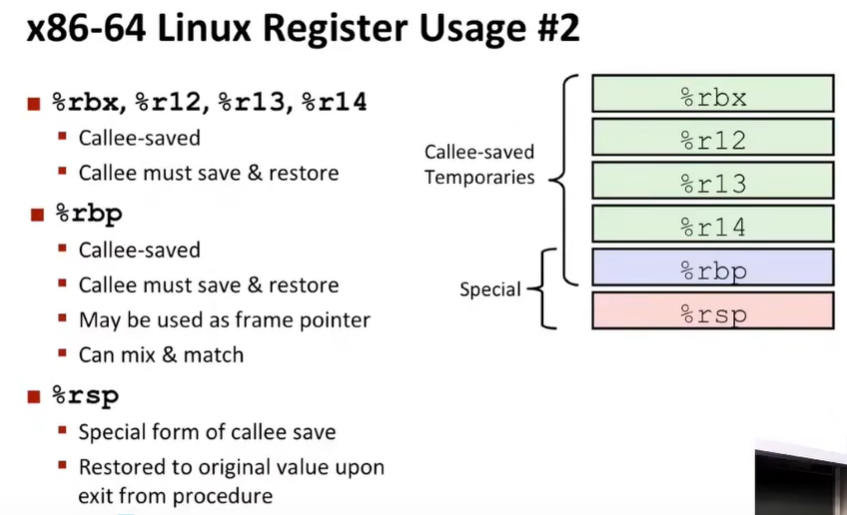 x86-64 Linux Register Usage #2
%rbx, %r12, %r13, %r14
Callee-saved
Callee must save & restore
%rbp
Callee-saved
Callee must save & restore
May be used as frame pointer
Can mix & match
%rsp
Special form of callee save
Restored to original value upon
exit from procedure
Callee-saved
Temporaries
Special
%rbx
%r12
%r13
%r14
%rbp
%rsp